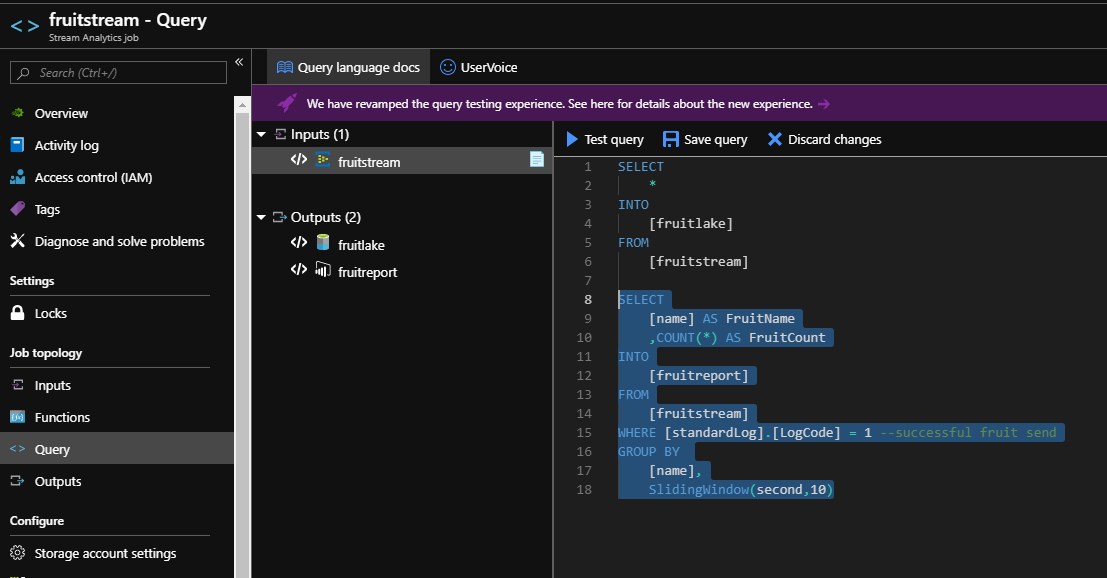 < > fruitstream - Query
Stream Analytics job
Search (Ctrl+/)
«
Overview
Activity log
Access control (IAM)
Tags
Diagnose and solve problems
Settings
Locks
Job topology
Inputs
Functions
<> Query
Outputs
Configure
Storage account settings
Query language docs
UserVoice
We have revamped the query testing experience. See here for details about the new experience. →
Inputs (1)
</> fruitstream
Outputs (2)
</> fruitlake
</> fruitreport
Test query
Save query
Discard changes
1 SELECT
2 *
3 INTO
4 [fruitlake]
5 FROM
6 [fruitstream]
7
8 SELECT
9 [name] AS FruitName
10 ,COUNT(*) AS FruitCount
11 INTO
12 [fruitreport]
13 FROM
14 [fruitstream]
15 WHERE [standardLog].[LogCode] = 1 --successful fruit send
16 GROUP BY
17 [name],
18 SlidingWindow(second,10)